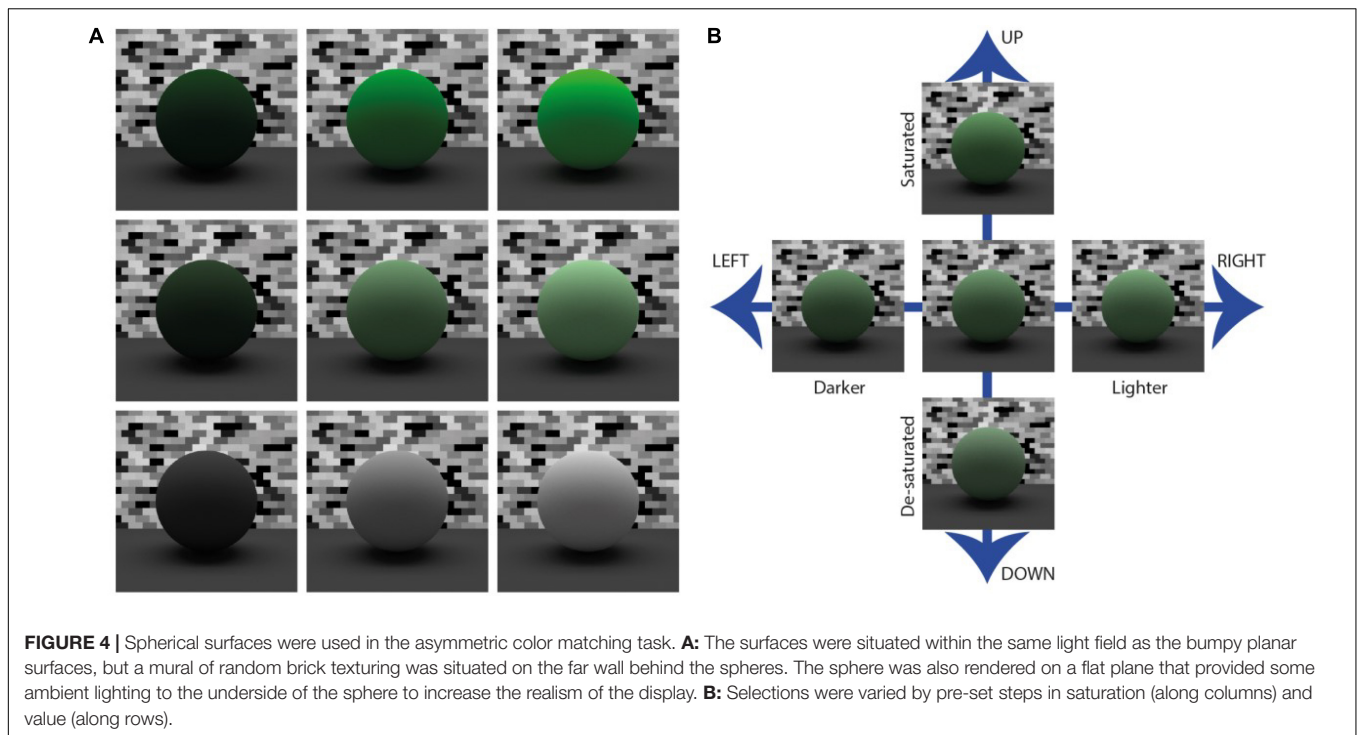 A
B
UP
Saturated
LEFT
RIGHT
Darker
Lighter
De-saturated
DOWN
FIGURE 4 | Spherical surfaces were used in the asymmetric color matching task. A: The surfaces were situated within the same light field as the bumpy planar
surfaces, but a mural of random brick texturing was situated on the far wall behind the spheres. The sphere was also rendered on a flat plane that provided some
ambient lighting to the underside of the sphere to increase the realism of the display. B: Selections were varied by pre-set steps in saturation (along columns) and
value (along rows).